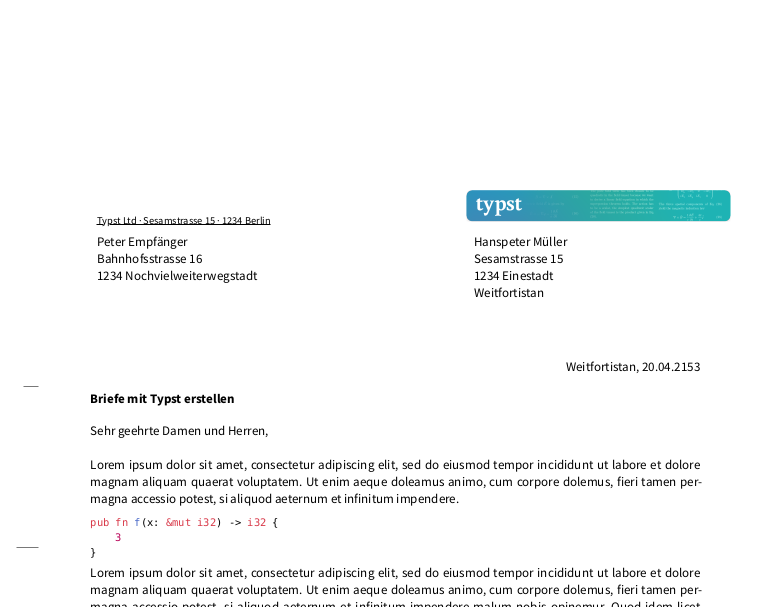 typst
Typst Ltd · Sesamstrasse 15 · 1234 Berlin
Peter Empfänger
Bahnhofsstrasse 16
1234 Nochvielweiterwegstadt
Hanspeter Müller
Sesamstrasse 15
1234 Einestadt
Weitfortistan
Weitfortistan, 20.04.2153
Briefe mit Typst erstellen
Sehr geehrte Damen und Herren,
Lorem ipsum dolor sit amet, consectetur adipiscing elit, sed do eiusmod tempor incididunt ut labore et dolore
magnam aliquam quaerat voluptatem. Ut enim aeque doleamus animo, cum corpore dolemus, fieri tamen per-
magna accessio potest, si aliquod aeternum et infinitum impendere.
pub fn f(x: &mut i32) -> i32 {
    3
}
Lorem ipsum dolor sit amet, consectetur adipiscing elit, sed do eiusmod tempor incididunt ut labore et dolore
magnam aliquam quaerat voluptatem. Ut enim aeque doleamus animo, cum corpore dolemus, fieri tamen per-
magna accessio potest, si aliquod aeternum et infinitum impendere malum nobis opinemur. Quod idem licet